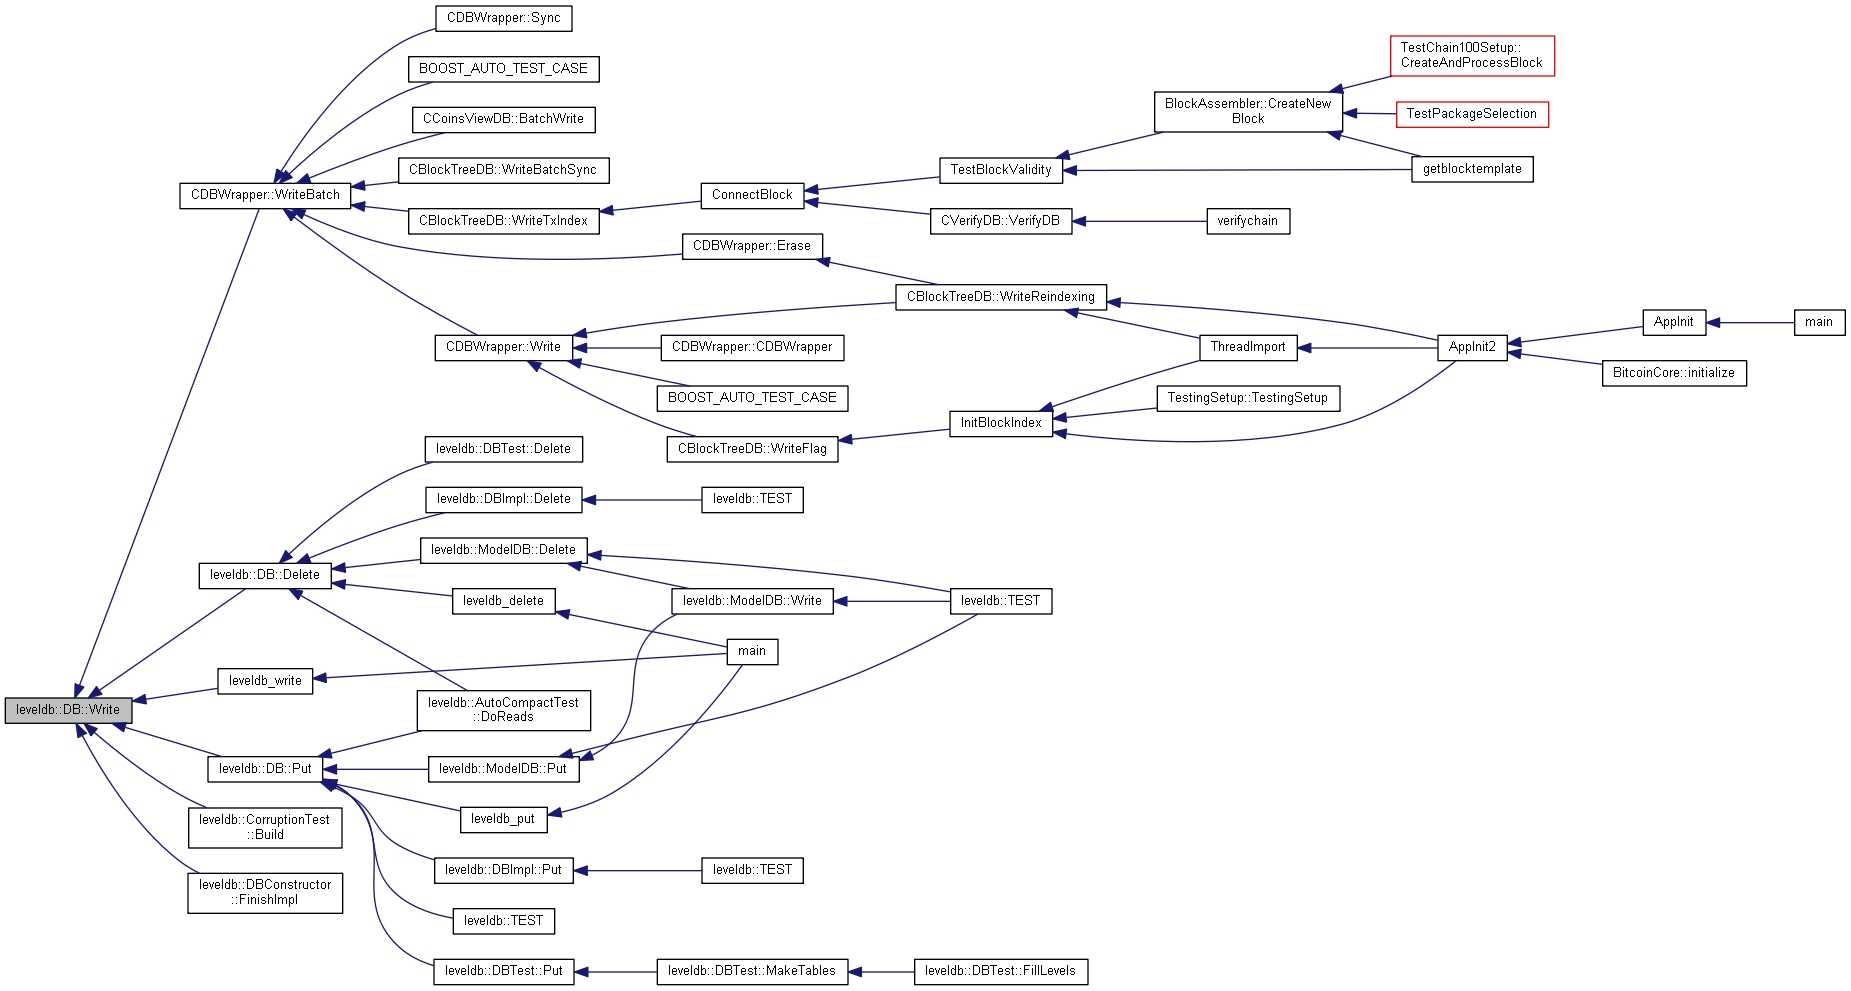 CDBWrapper::Sync
BOOST_AUTO_TEST_CASE
CCoinsViewDB::BatchWrite
CBlockTreeDB::WriteBatchSync
CDBWrapper::WriteBatch
CBlockTreeDB::WriteTxIndex
ConnectBlock
TestBlockValidity
BlockAssembler::CreateNew
Block
TestChain100Setup::
CreateAndProcessBlock
TestPackageSelection
getblocktemplate
CVerifyDB::VerifyDB
verifychain
CDBWrapper::Erase
CBlockTreeDB::WriteReindexing
CDBWrapper::Write
CDBWrapper::CDBWrapper
BOOST_AUTO_TEST_CASE
CBlockTreeDB::WriteFlag
InitBlockIndex
ThreadImport
TestingSetup::TestingSetup
AppInit2
AppInit
main
BitcoinCore::initialize
leveldb::DBTest::Delete
leveldb::DBImpl::Delete
leveldb::TEST
leveldb::ModelDB::Delete
leveldb::DB::Delete
leveldb_delete
leveldb::ModelDB::Write
leveldb::TEST
main
leveldb_write
leveldb::AutoCompactTest
::DoReads
leveldb::DB::Write
leveldb::DB::Put
leveldb::ModelDB::Put
leveldb_put
leveldb::CorruptionTest
::Build
leveldb::DBImpl::Put
leveldb::TEST
leveldb::DBConstructor
::FinishImpl
leveldb::TEST
leveldb::DBTest::Put
leveldb::DBTest::MakeTables
leveldb::DBTest::FillLevels